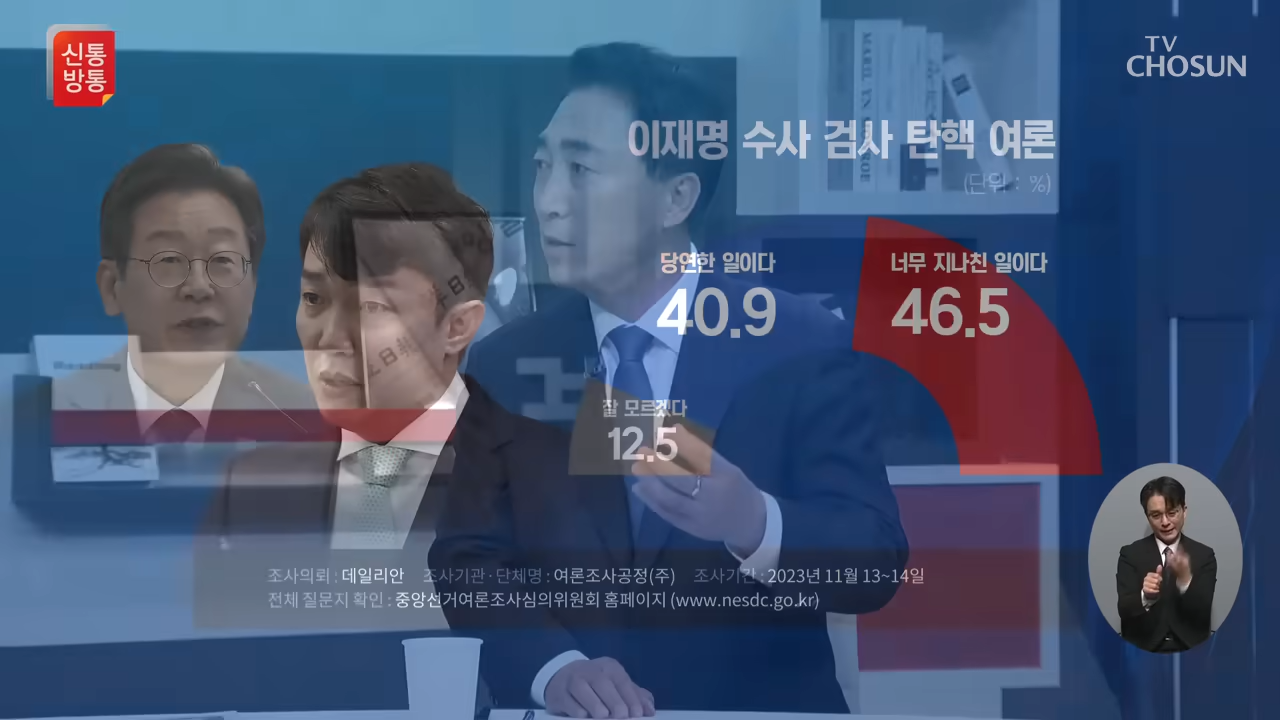 신통
방통
TV
CHOSUN
이재명 수사 검사 탄핵 여론
(단위 : %)
당연한 일이다
40.9
너무 지나친 일이다
46.5
잘 모르겠다
12.5
조사의뢰 : 데일리안 조사기관·단체명 : 여론조사공정(주) 조사기간 : 2023년 11월 13~14일
전체 질문지 확인 : 중앙선거여론조사심의위원회 홈페이지 (www.nesdc.go.kr)